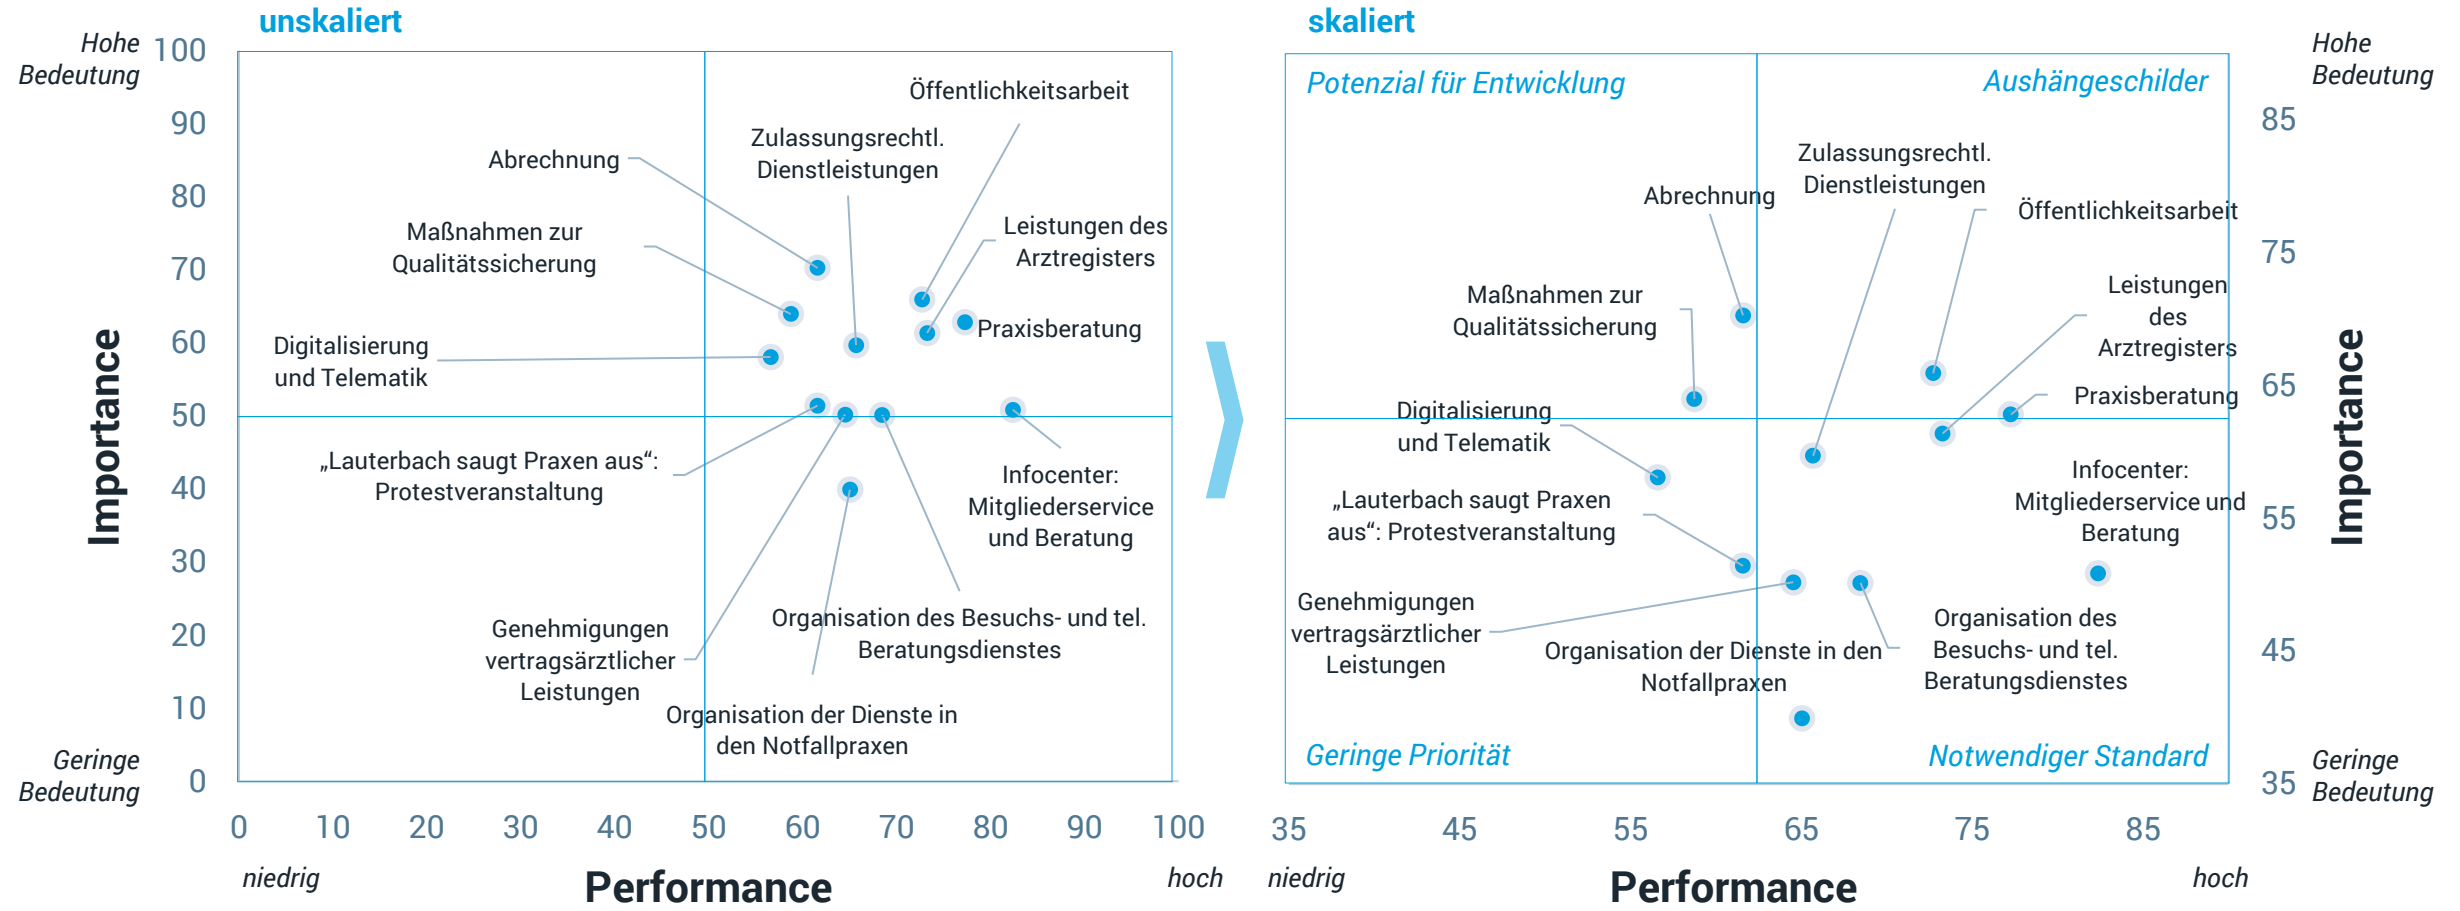 unskaliert
Hohe
Bedeutung
100
90
80
70
60
50
40
30
20
10
0
Geringe
Bedeutung
Importance
Öffentlichkeitsarbeit
Zulassungsrechtl.
Dienstleistungen
Abrechnung
Maßnahmen zur
Qualitätssicherung
Leistungen des
Arztregisters
Praxisberatung
Digitalisierung
und Telematik
„Lauterbach saugt Praxen aus“:
Protestveranstaltung
Infocenter:
Mitgliederservice
und Beratung
Genehmigungen
vertragsärztlicher
Leistungen
Organisation des Besuchs- und tel.
Beratungsdienstes
Organisation der Dienste in
den Notfallpraxen
0 10 20 30 40 50 60 70 80 90 100
niedrig
Performance
hoch
skaliert
Potenzial für Entwicklung
Aushängeschilder
Zulassungsrechtl.
Dienstleistungen
Abrechnung
Öffentlichkeitsarbeit
Maßnahmen zur
Qualitätssicherung
Leistungen
des
Arztregisters
Praxisberatung
Digitalisierung
und Telematik
„Lauterbach saugt Praxen
aus“: Protestveranstaltung
Infocenter:
Mitgliederservice und
Beratung
Genehmigungen
vertragsärztlicher
Leistungen
Organisation der Dienste in den
Notfallpraxen
Organisation des
Besuchs- und tel.
Beratungsdienstes
Geringe Priorität
Notwendiger Standard
Hohe
Bedeutung
85
75
65
55
45
35
Geringe
Bedeutung
Importance
35 45 55 65 75 85
niedrig
Performance
hoch